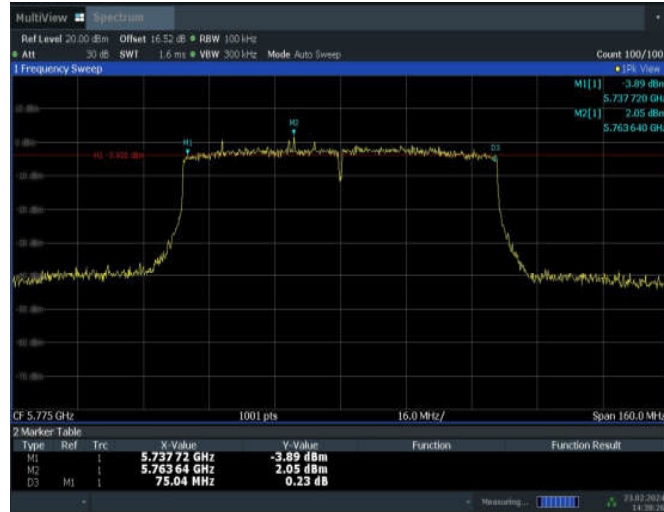 MultiView Spectrum
Ref Level 20.00 dBm Offset 16.52 dB RBW 100 kHz
Att 30 dB SWT 1.6 ms VBW 300 kHz Mode Auto Sweep Count 100/100
1 Frequency Sweep 1Pk View
M1[1] -3.89 dBm
5.737 720 GHz
M2[1] 2.05 dBm
5.763 640 GHz
M2
M1
D3
CF 5.775 GHz 1001 pts 16.0 MHz/ Span 160.0 MHz
2 Marker Table
Type Ref Trc X-Value Y-Value Function Function Result
M1 1 5.737 72 GHz -3.89 dBm
M2 1 5.763 64 GHz 2.05 dBm
D3 M1 1 75.04 MHz 0.23 dB
Measuring...